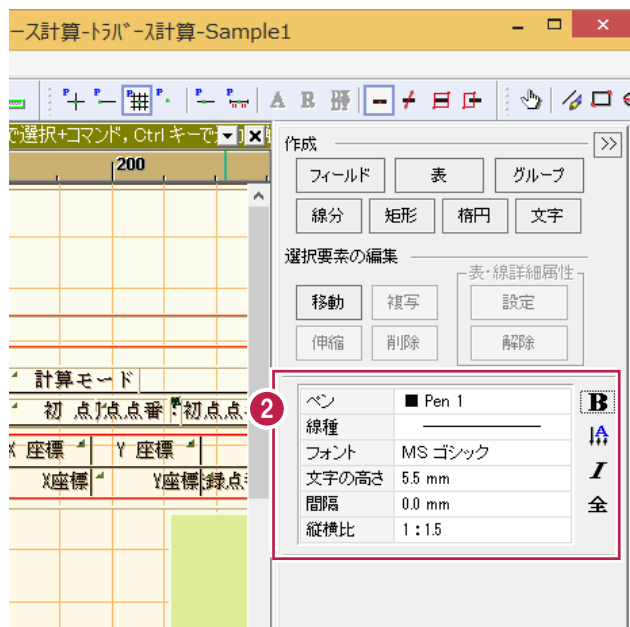 ース計算-トラバース計算-Sample1
で選択+コマンド, Ctrl キーで
200
計算モード
初 点
点点番
初点点
X 座標
Y 座標
X座標
Y座標
録点
作成
>>
フィールド
表
グループ
線分
矩形
楕円
文字
選択要素の編集
表・線詳細属性
移動
複写
設定
伸縮
削除
解除
2
ペン
Pen 1
B
線種
A
フォント
MS ゴシック
I
文字の高さ
5.5 mm
間隔
0.0 mm
全
縦横比
1 : 1.5